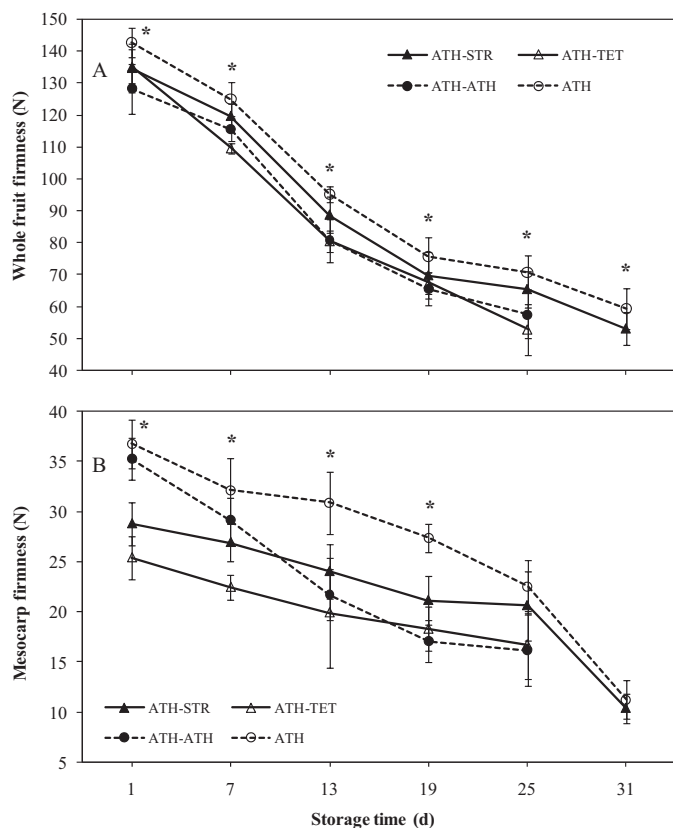 150
140
130
120
110
100
90
80
70
60
50
40
Whole fruit firmness (N)
A
* * * * * *
ATH-STR ATH-TET
ATH-ATH ATH
40
35
30
25
20
15
10
5
Mesocarp firmness (N)
B
* * * *
ATH-STR ATH-TET
ATH-ATH ATH
1 7 13 19 25 31
Storage time (d)